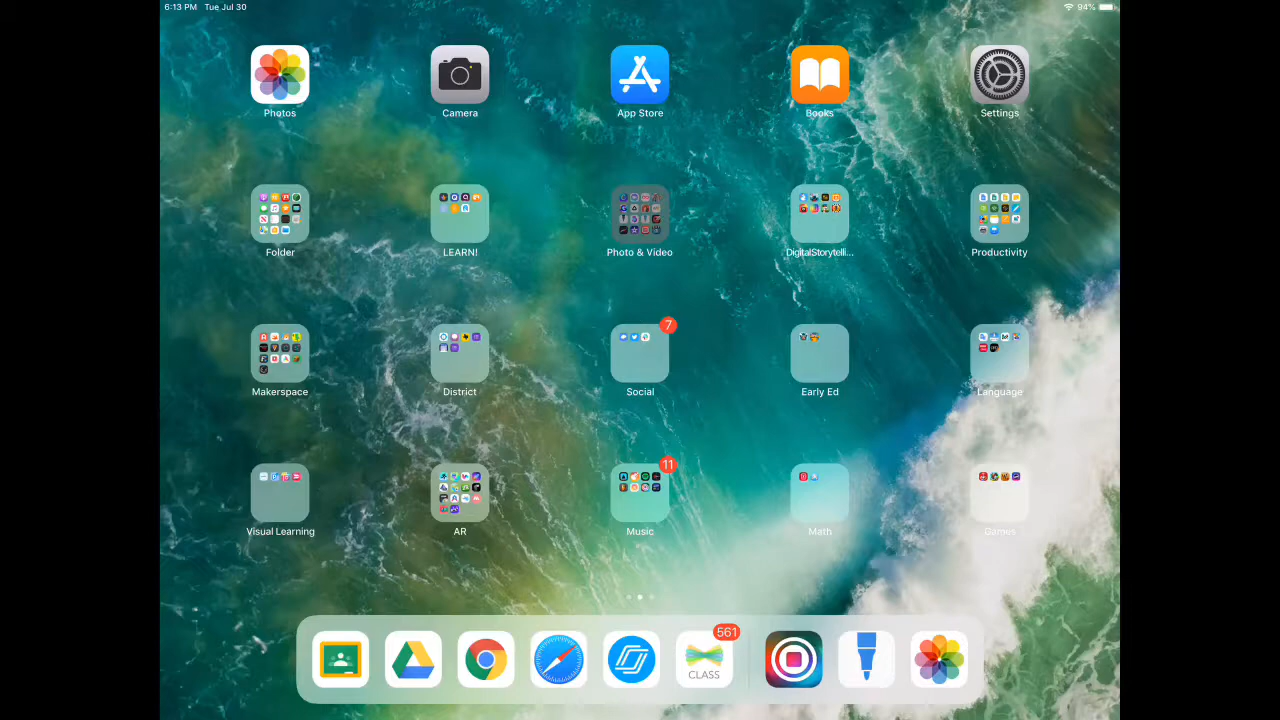 6:13 PM Tue Jul 30
94%
Photos
Camera
App Store
Books
Settings
Folder
LEARN!
Photo & Video
DigitalStorytelli...
Productivity
7
Makerspace
District
Social
Early Ed
Language
11
Visual Learning
AR
Music
Math
Games
561
CLASS